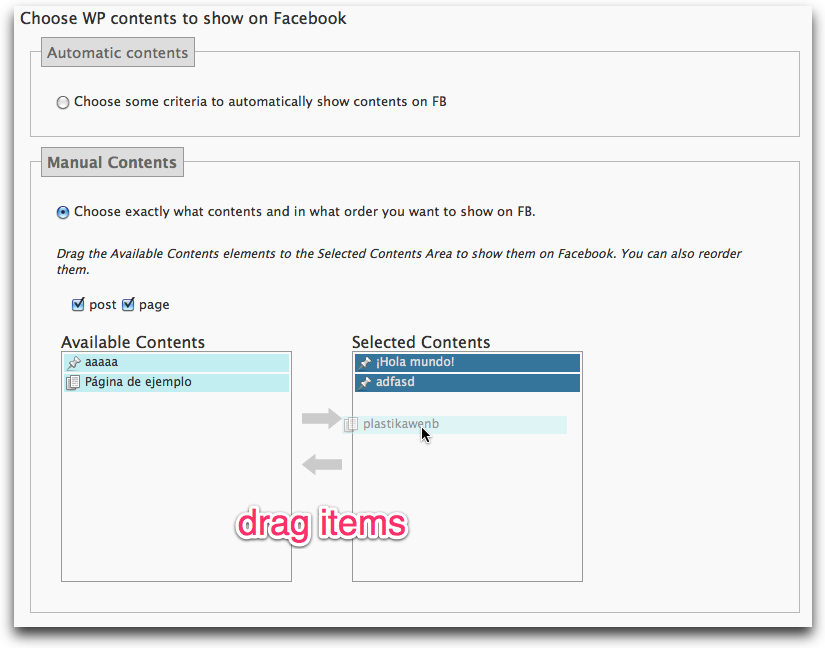 Choose WP contents to show on Facebook
Automatic contents
Choose some criteria to automatically show contents on FB
Manual Contents
Choose exactly what contents and in what order you want to show on FB.
Drag the Available Contents elements to the Selected Contents Area to show them on Facebook. You can also reorder
them.
post page
Available Contents
aaaaa
Página de ejemplo
Selected Contents
¡Hola mundo!
adfasd
plastikawenb
drag items